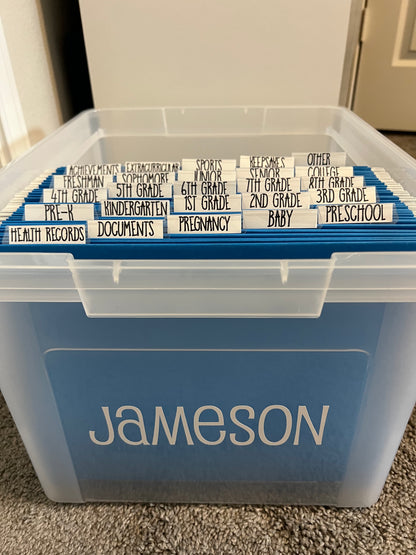 ACHIEVEMENTS EXTRACURRICULAR SPORTS KEEPSAKES OTHER
FRESHMAN SOPHOMORE JUNIOR SENIOR COLLEGE
4TH GRADE 5TH GRADE 6TH GRADE 7TH GRADE 8TH GRADE
PRE-K KINDERGARTEN 1ST GRADE 2ND GRADE 3RD GRADE
HEALTH RECORDS DOCUMENTS PREGNANCY BABY PRESCHOOL
JAMESON